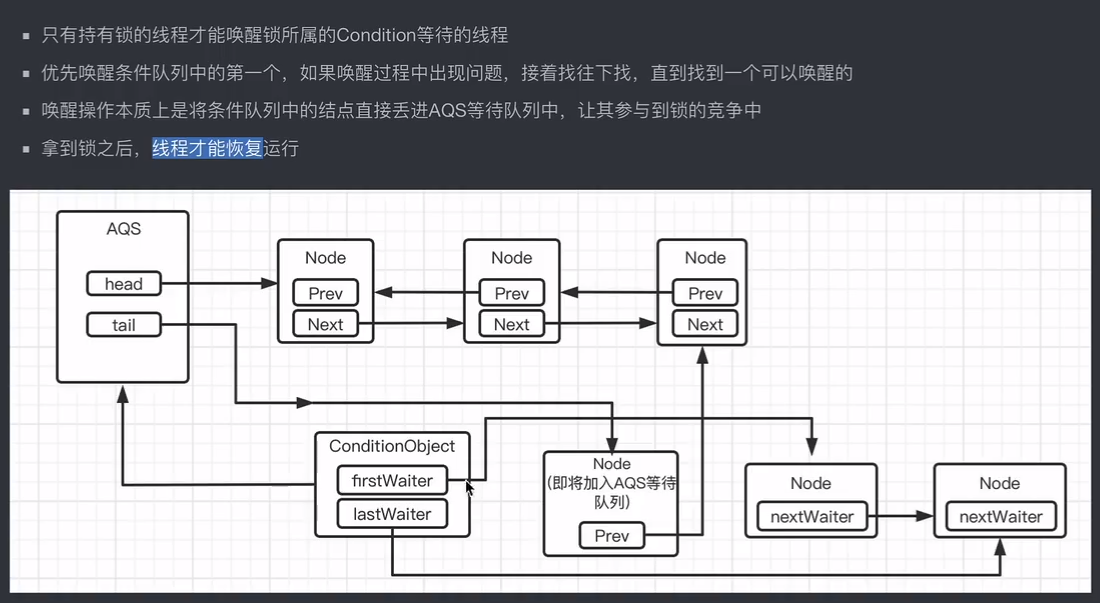 只有持有锁的线程才能唤醒锁所属的Condition等待的线程
优先唤醒条件队列中的第一个，如果唤醒过程中出现问题，接着找往下找，直到找到一个可以唤醒的
唤醒操作本质上是将条件队列中的结点直接丢进AQS等待队列中，让其参与到锁的竞争中
拿到锁之后，线程才能恢复运行
AQS
head
tail
Node
Prev
Next
Node
Prev
Next
Node
Prev
Next
ConditionObject
firstWaiter
lastWaiter
Node
(即将加入AQS等待
队列)
Prev
Node
nextWaiter
Node
nextWaiter